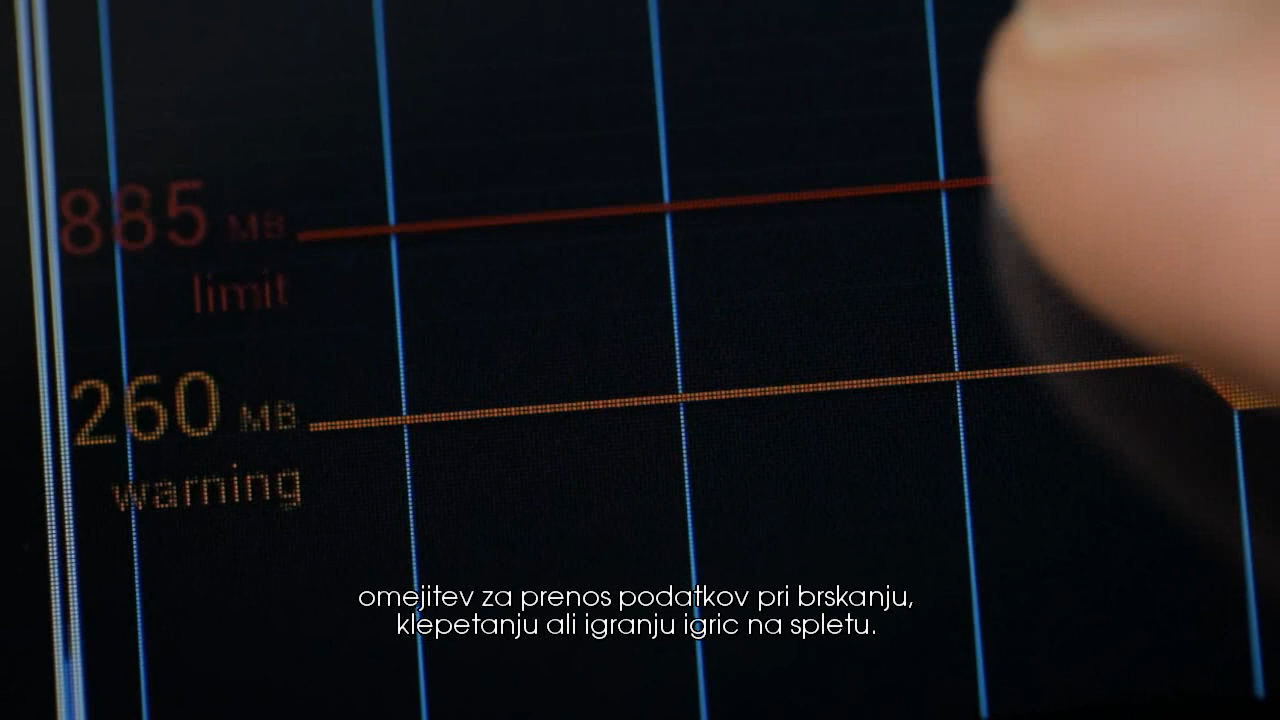 885 MB
limit
260 MB
warning
omejitev za prenos podatkov pri brskanju,
klepetanju ali igranju igric na spletu.